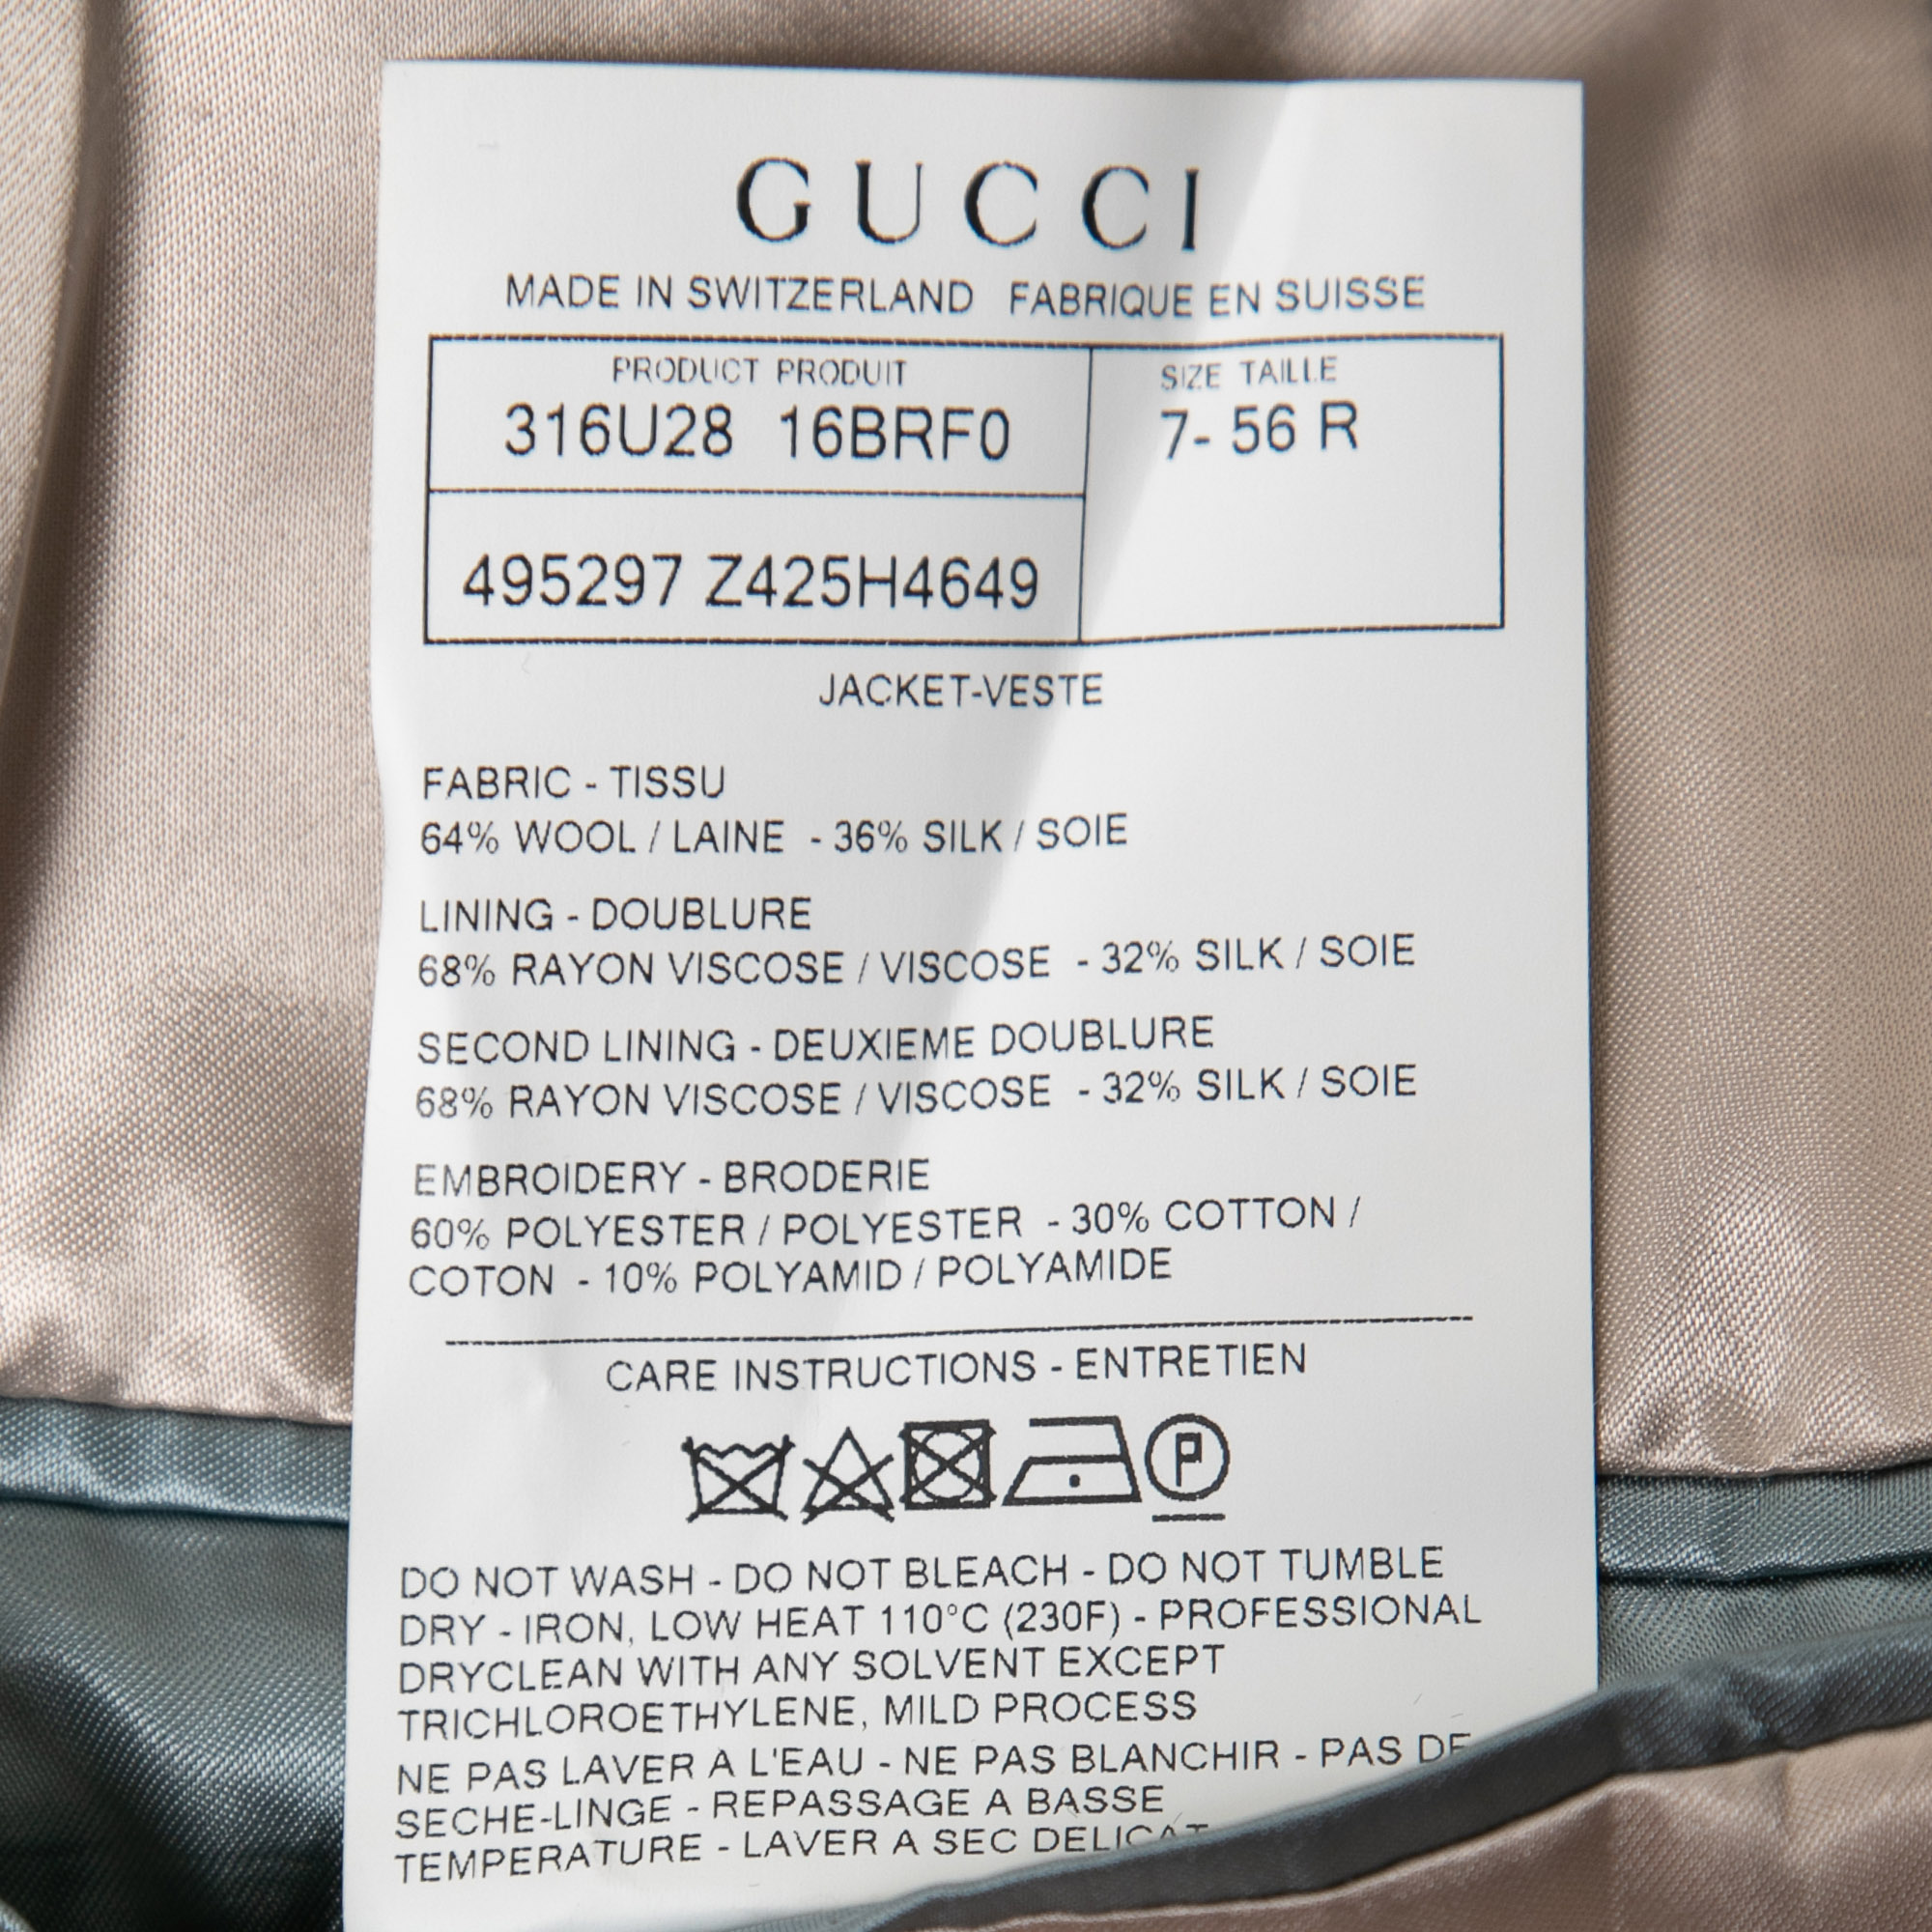 GUCCI
MADE IN SWITZERLAND FABRIQUE EN SUISSE
PRODUCT PRODUIT
316U28 16BRF0
SIZE TAILLE
7- 56 R
495297 Z425H4649
JACKET-VESTE
FABRIC - TISSU
64% WOOL / LAINE - 36% SILK / SOIE
LINING - DOUBLURE
68% RAYON VISCOSE / VISCOSE - 32% SILK / SOIE
SECOND LINING - DEUXIEME DOUBLURE
68% RAYON VISCOSE / VISCOSE - 32% SILK / SOIE
EMBROIDERY - BRODERIE
60% POLYESTER / POLYESTER - 30% COTTON /
COTON - 10% POLYAMID / POLYAMIDE
CARE INSTRUCTIONS - ENTRETIEN
P
DO NOT WASH - DO NOT BLEACH - DO NOT TUMBLE
DRY - IRON, LOW HEAT 110°C (230F) - PROFESSIONAL
DRYCLEAN WITH ANY SOLVENT EXCEPT
TRICHLOROETHYLENE, MILD PROCESS
NE PAS LAVER A L'EAU - NE PAS BLANCHIR - PAS DE
SECHE-LINGE - REPASSAGE A BASSE
TEMPERATURE - LAVER A SEC